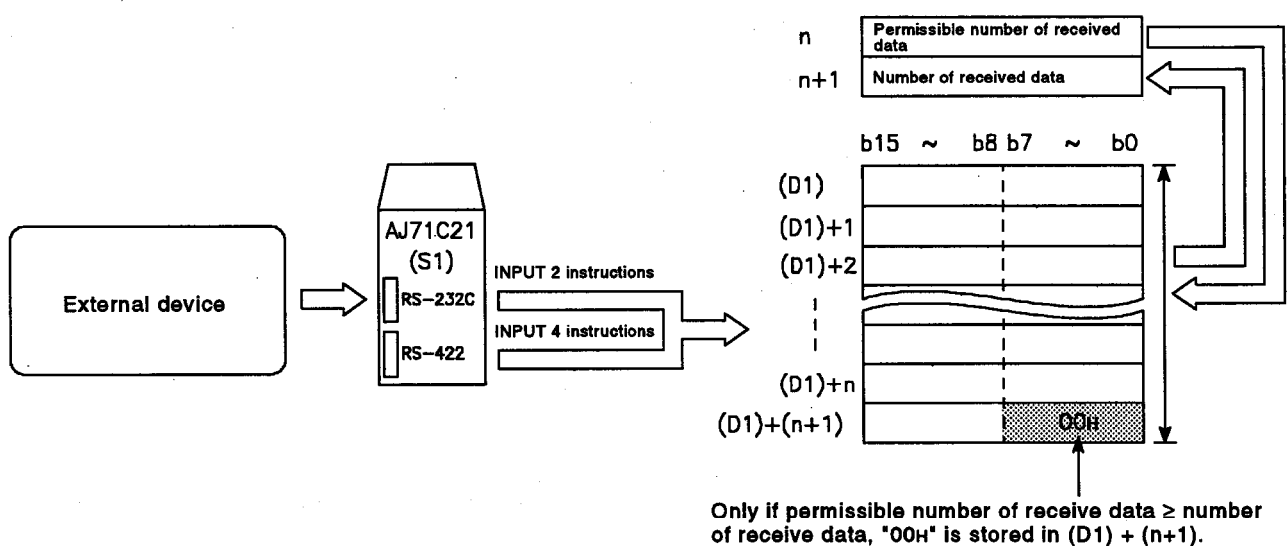 n
Permissible number of received
data
n+1
Number of received data
b15 ~ b8 b7 ~ b0
(D1)
(D1)+1
(D1)+2
(D1)+n
(D1)+(n+1)
00H
External device
AJ71C21
(S1)
RS-232C
RS-422
INPUT 2 instructions
INPUT 4 instructions
Only if permissible number of receive data ≥ number
of receive data, "00H" is stored in (D1) + (n+1).